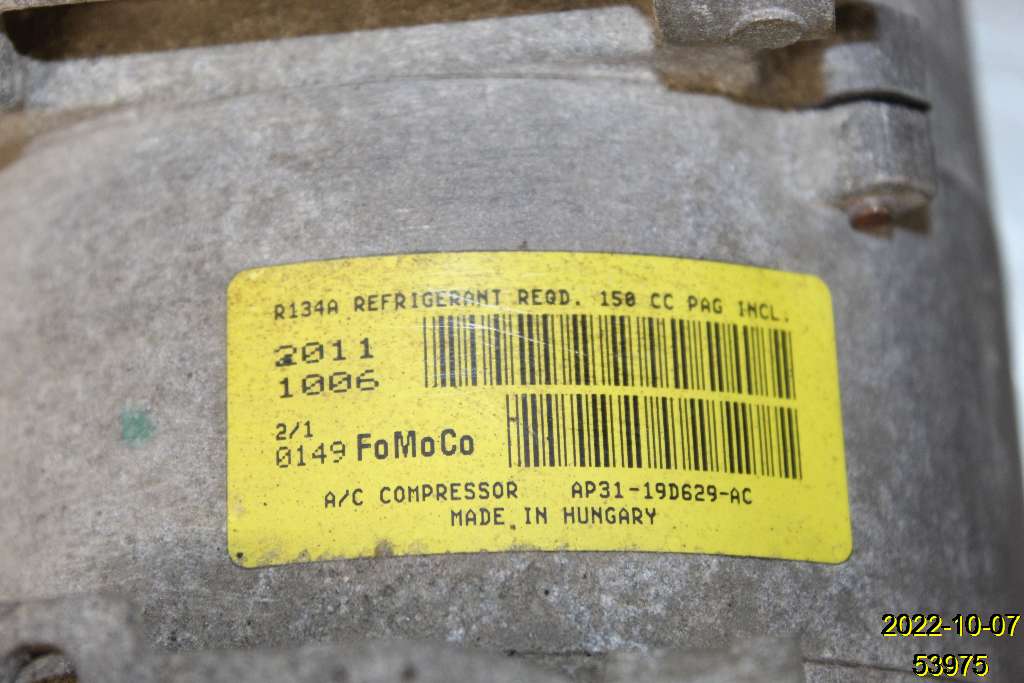 R134A REFRIGERANT REQD. 150 CC PAG INCL.
2011
1006
2/1
0149 FoMoCo
A/C COMPRESSOR AP31-19D629-AC
MADE IN HUNGARY
2022-10-07
53975